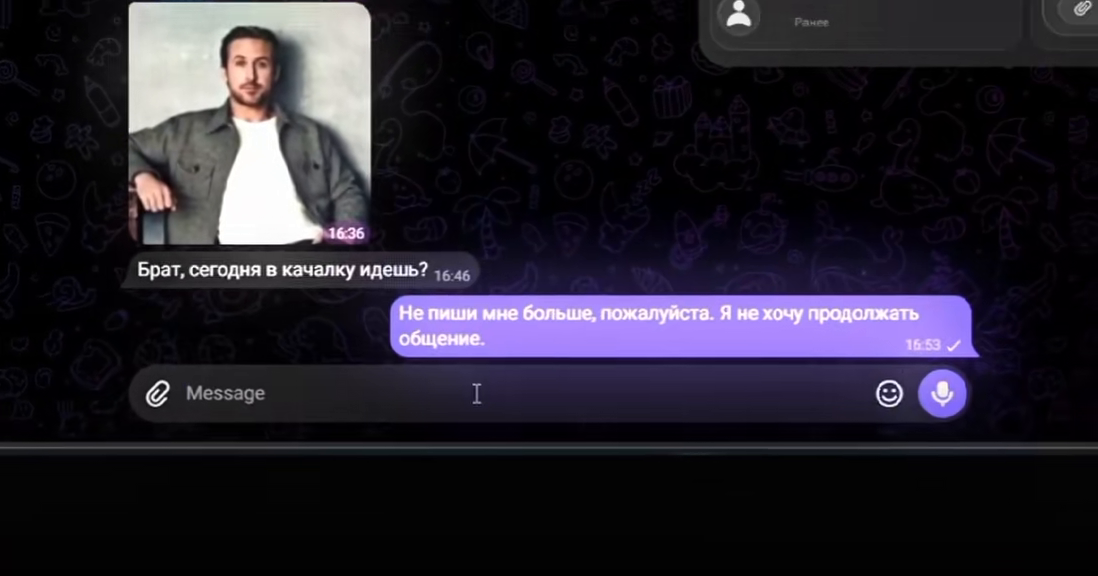 Ранее
16:36
Брат, сегодня в качалку идешь? 16:46
Не пиши мне больше, пожалуйста. Я не хочу продолжать
общение. 16:53
Message